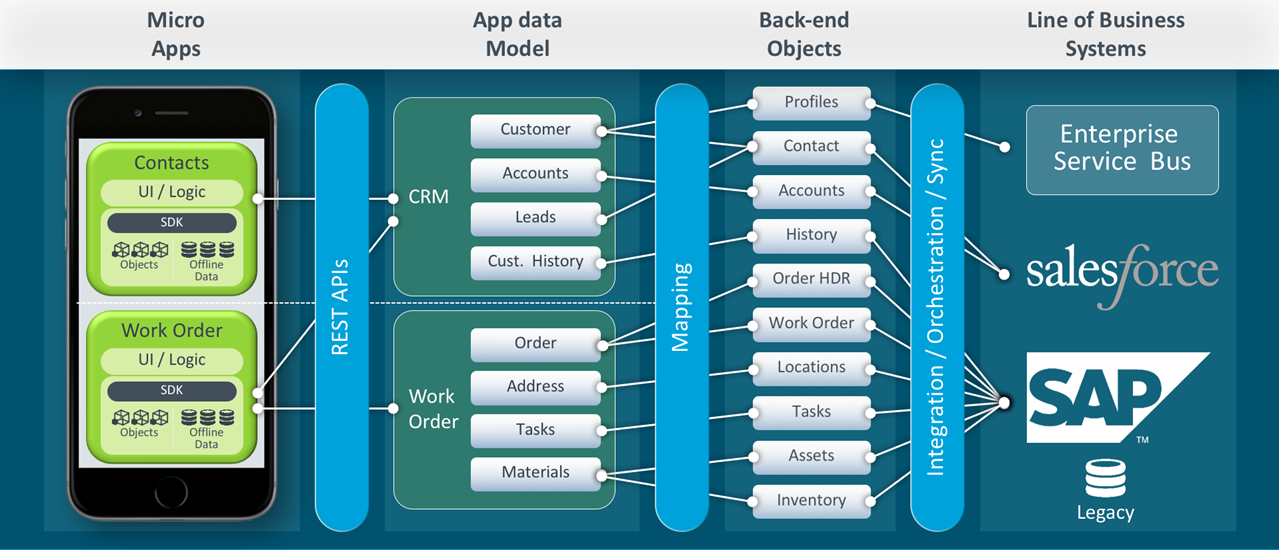 Micro
Apps
App data
Model
Back-end
Objects
Line of Business
Systems
Contacts
UI / Logic
SDK
Objects
Offline
Data
Work Order
UI / Logic
SDK
Objects
Offline
Data
REST APIs
CRM
Customer
Accounts
Leads
Cust. History
Work
Order
Order
Address
Tasks
Materials
Mapping
Profiles
Contact
Accounts
History
Order HDR
Work Order
Locations
Tasks
Assets
Inventory
Integration / Orchestration / Sync
Enterprise
Service Bus
salesforce
SAP
TM
Legacy